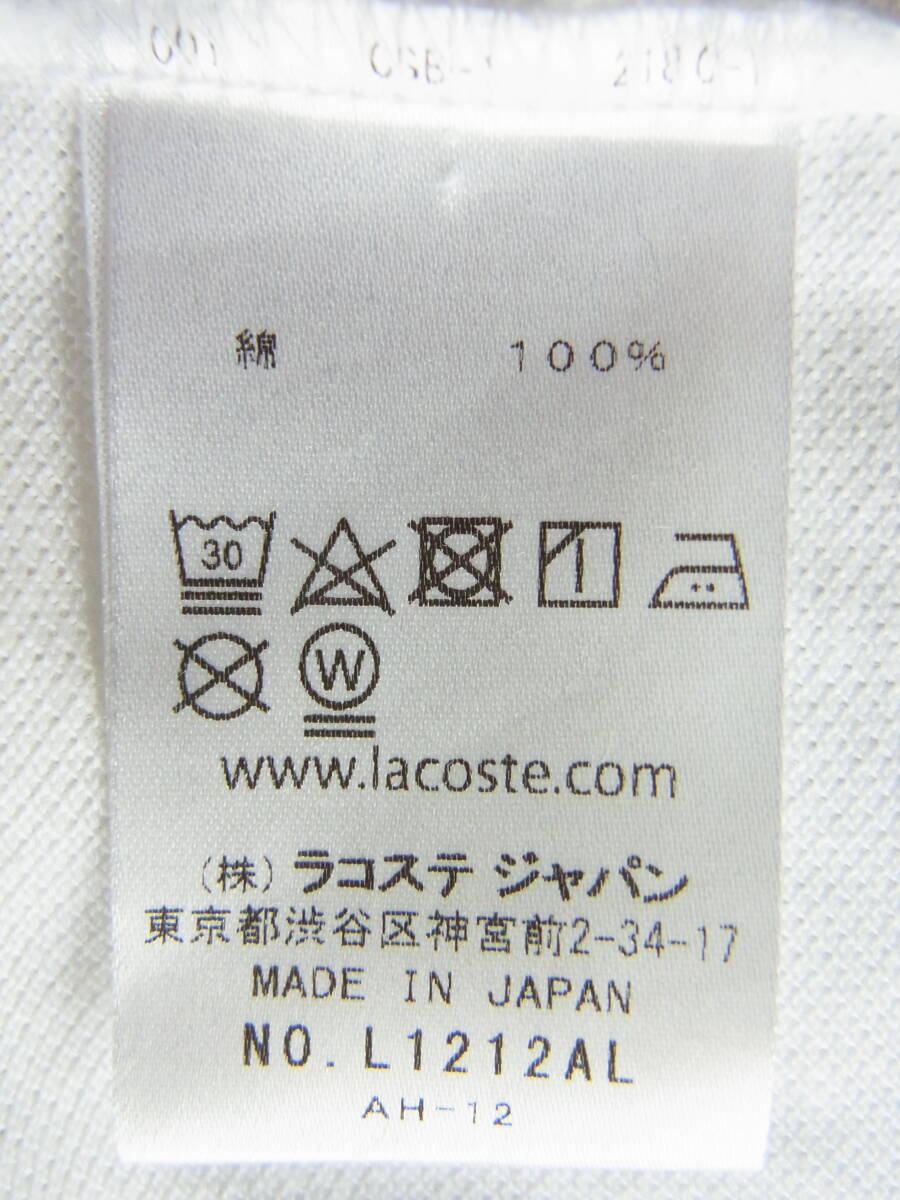 綿 100%
30
W
www.lacoste.com
(株) ラコステ ジャパン
東京都渋谷区神宮前2-34-17
MADE IN JAPAN
NO. L1212AL
AH-12